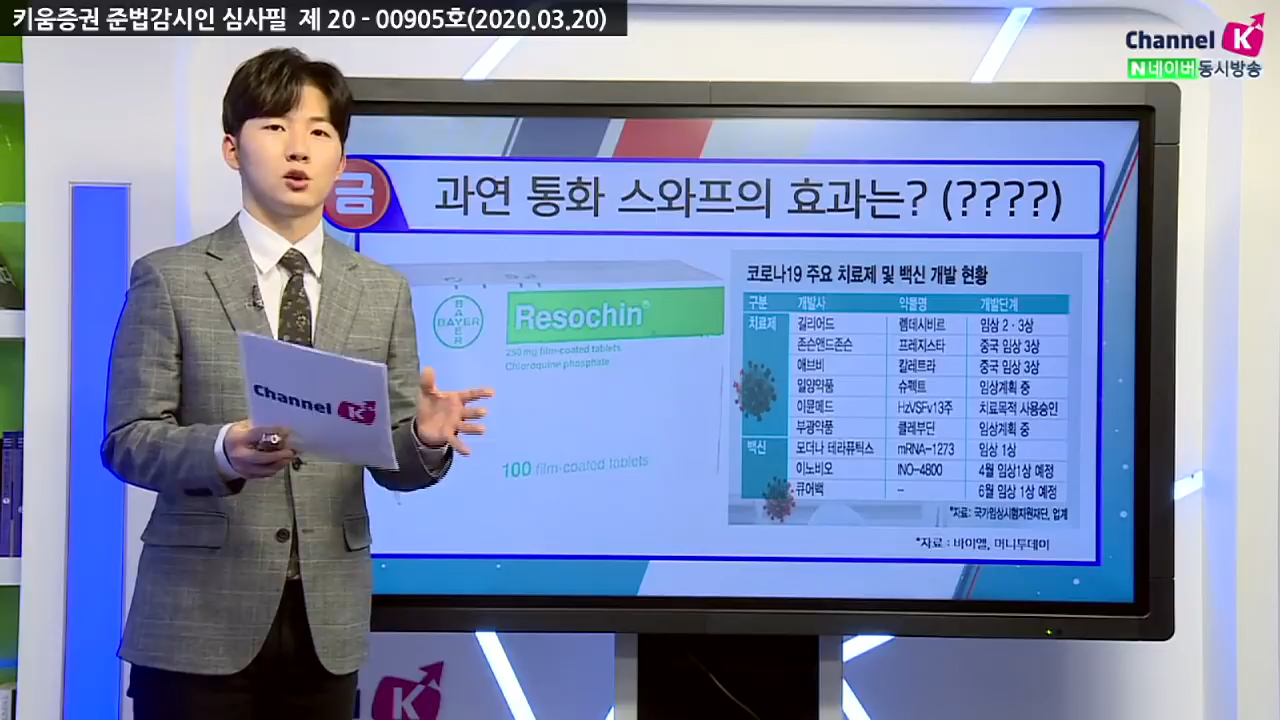 키움증권 준법감시인 심사필 제 20 - 00905호(2020.03.20)
Channel K
N 네이버 동시방송
금
과연 통화 스와프의 효과는? (????)
BAYER
BAYER
Resochin
250 mg film-coated tablets
Chloroquine phosphate
100 film-coated tablets
코로나19 주요 치료제 및 백신 개발 현황
구분 개발사 약물명 개발단계
치료제 길리어드 렘데시비르 임상 2·3상
존슨앤드존슨 프레지스타 중국 임상 3상
애브비 칼레트라 중국 임상 3상
일양약품 슈펙트 임상계획 중
이뮨메드 HzVSFv13주 치료목적 사용승인
부광약품 클레부딘 임상계획 중
백신 모더나 테라퓨틱스 mRNA-1273 임상 1상
이노비오 INO-4800 4월 임상1상 예정
큐어백 - 6월 임상 1상 예정
*자료: 국가임상시험지원재단, 업계
*자료 : 바이엘, 머니투데이
Channel K
K